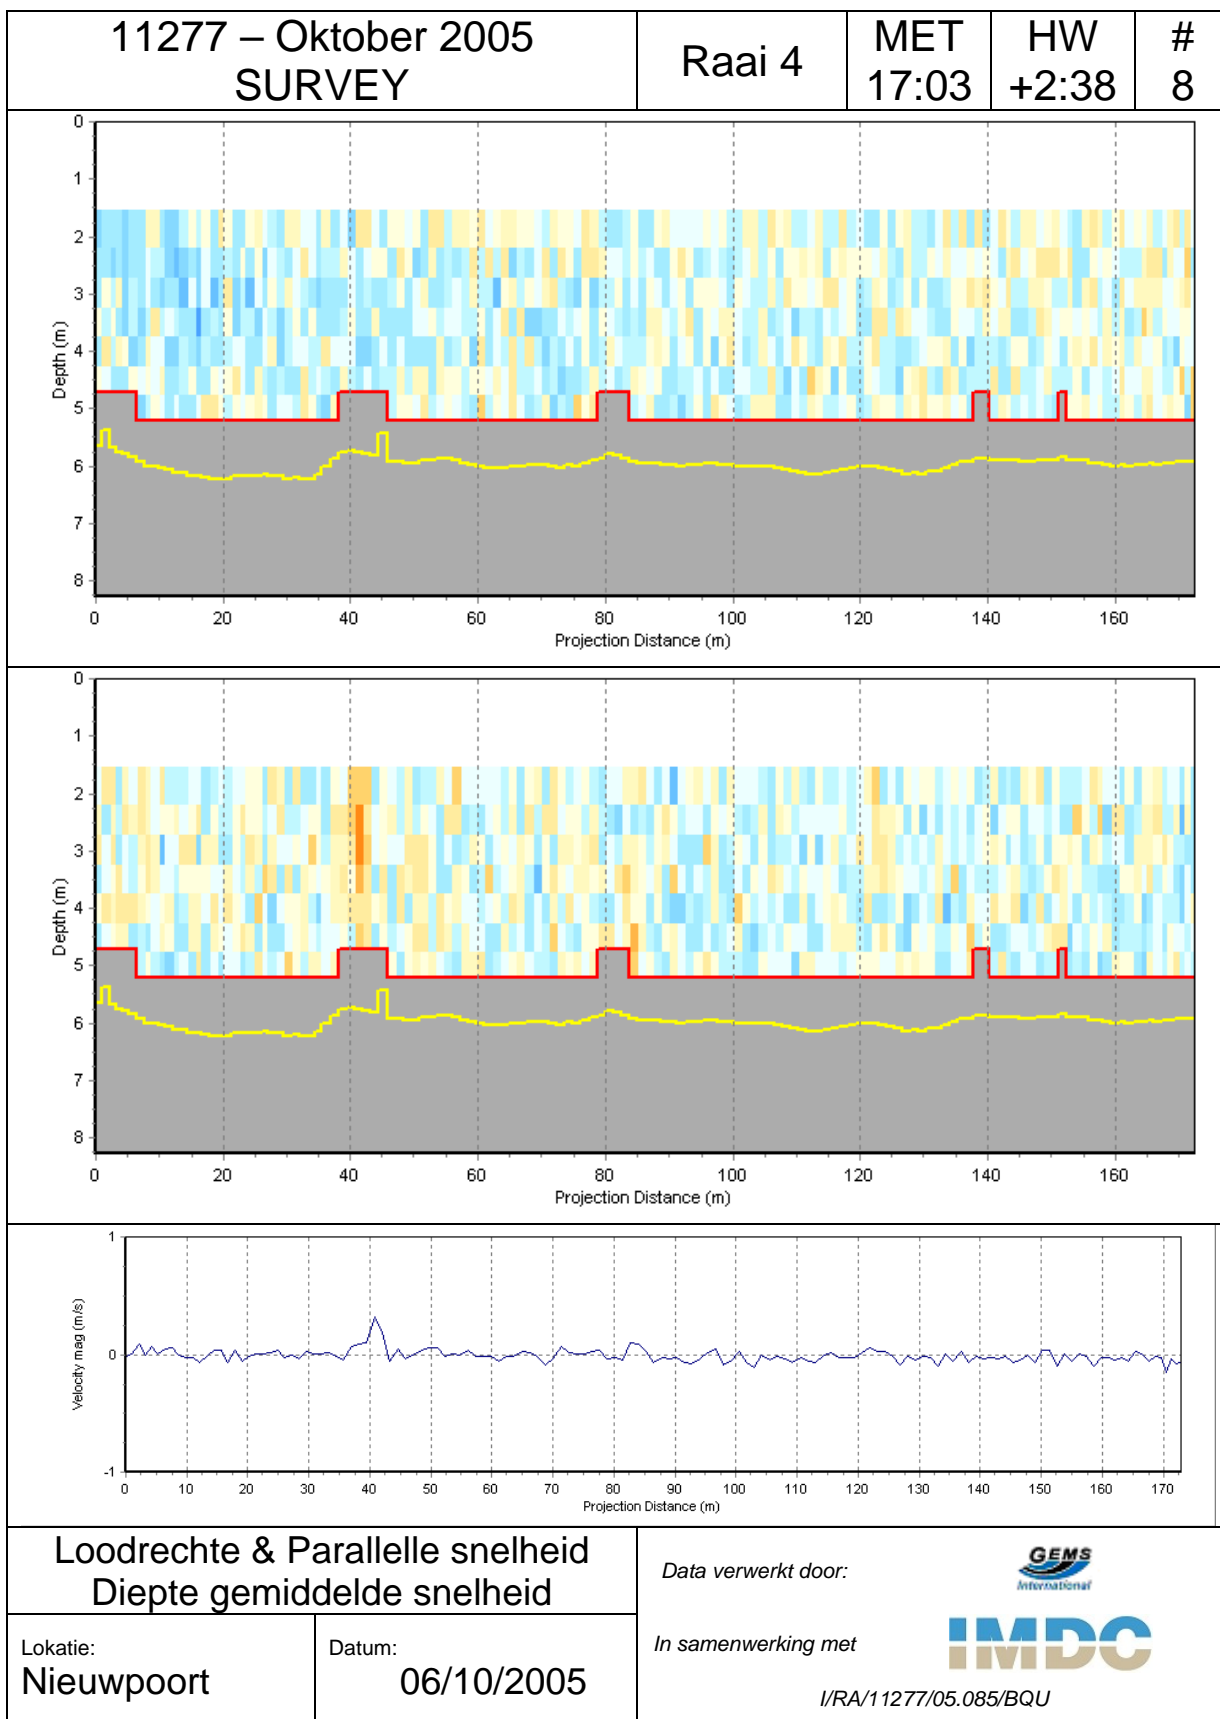 11277 – Oktober 2005
SURVEY
Raai 4
MET
17:03
HW
+2:38
#
8
0
1
2
3
4
5
6
7
8
Depth (m)
0 20 40 60 80 100 120 140 160
Projection Distance (m)
0
1
2
3
4
5
6
7
8
Depth (m)
0 20 40 60 80 100 120 140 160
Projection Distance (m)
1
0
-1
Velocity mag (m/s)
0 10 20 30 40 50 60 70 80 90 100 110 120 130 140 150 160 170
Projection Distance (m)
Loodrechte & Parallelle snelheid
Diepte gemiddelde snelheid
Data verwerkt door:
GEMS
International
In samenwerking met
IMDC
Lokatie:
Nieuwpoort
Datum:
06/10/2005
I/RA/11277/05.085/BQU